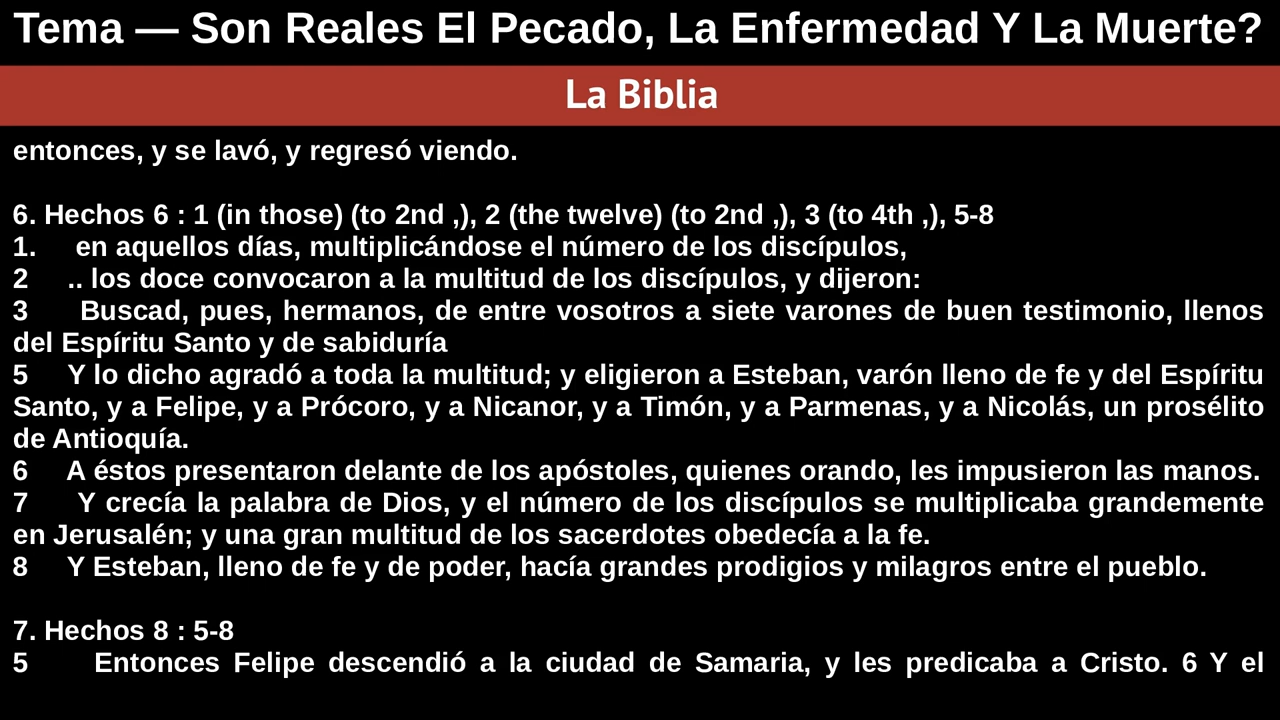 Tema — Son Reales El Pecado, La Enfermedad Y La Muerte?
La Biblia
entonces, y se lavó, y regresó viendo.
6. Hechos 6 : 1 (in those) (to 2nd ,), 2 (the twelve) (to 2nd ,), 3 (to 4th ,), 5-8
1. en aquellos días, multiplicándose el número de los discípulos,
2 .. los doce convocaron a la multitud de los discípulos, y dijeron:
3 Buscad, pues, hermanos, de entre vosotros a siete varones de buen testimonio, llenos
del Espíritu Santo y de sabiduría
5 Y lo dicho agradó a toda la multitud; y eligieron a Esteban, varón lleno de fe y del Espíritu
Santo, y a Felipe, y a Prócoro, y a Nicanor, y a Timón, y a Parmenas, y a Nicolás, un prosélito
de Antioquía.
6 A éstos presentaron delante de los apóstoles, quienes orando, les impusieron las manos.
7 Y crecía la palabra de Dios, y el número de los discípulos se multiplicaba grandemente
en Jerusalén; y una gran multitud de los sacerdotes obedecía a la fe.
8 Y Esteban, lleno de fe y de poder, hacía grandes prodigios y milagros entre el pueblo.
7. Hechos 8 : 5-8
5 Entonces Felipe descendió a la ciudad de Samaria, y les predicaba a Cristo. 6 Y el